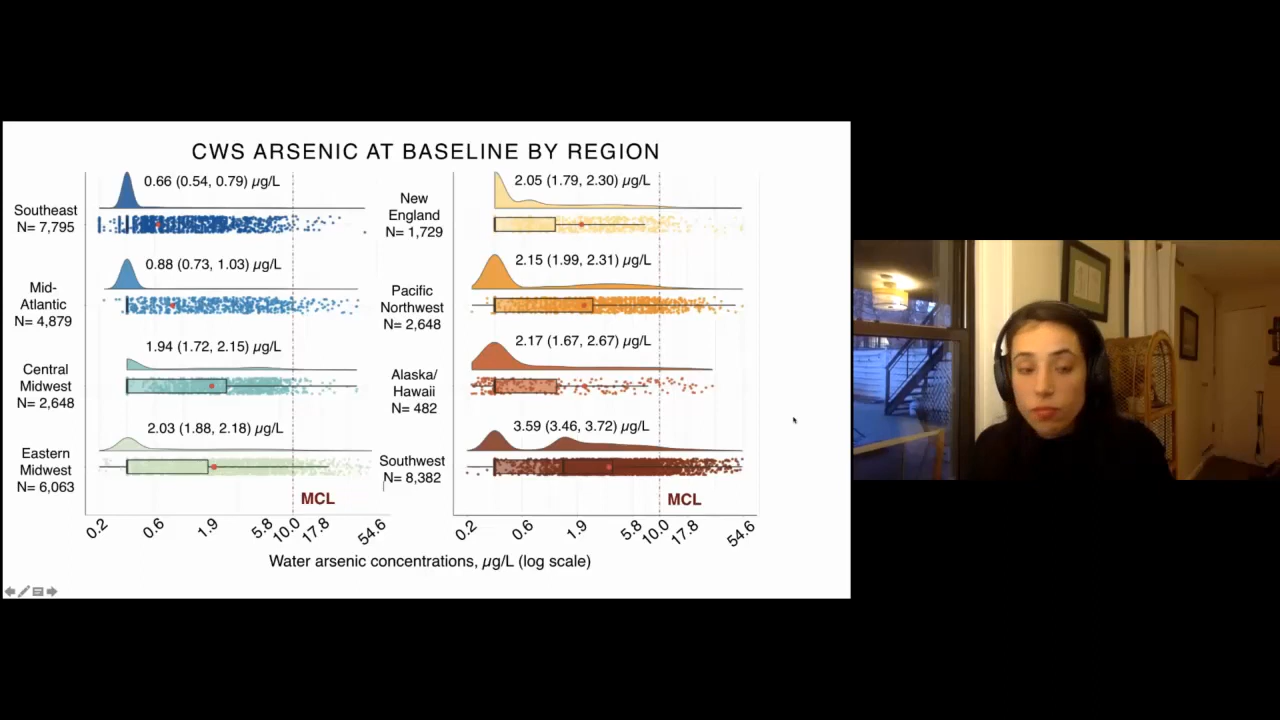 CWS ARSENIC AT BASELINE BY REGION
0.66 (0.54, 0.79) µg/L
Southeast
N= 7,795
0.88 (0.73, 1.03) µg/L
Mid-
Atlantic
N= 4,879
1.94 (1.72, 2.15) µg/L
Central
Midwest
N= 2,648
2.03 (1.88, 2.18) µg/L
Eastern
Midwest
N= 6,063
MCL
0.2 0.6 1.9 5.8 10.0 17.8 54.6
2.05 (1.79, 2.30) µg/L
New
England
N= 1,729
2.15 (1.99, 2.31) µg/L
Pacific
Northwest
N= 2,648
2.17 (1.67, 2.67) µg/L
Alaska/
Hawaii
N= 482
3.59 (3.46, 3.72) µg/L
Southwest
N= 8,382
MCL
0.2 0.6 1.9 5.8 10.0 17.8 54.6
Water arsenic concentrations, µg/L (log scale)